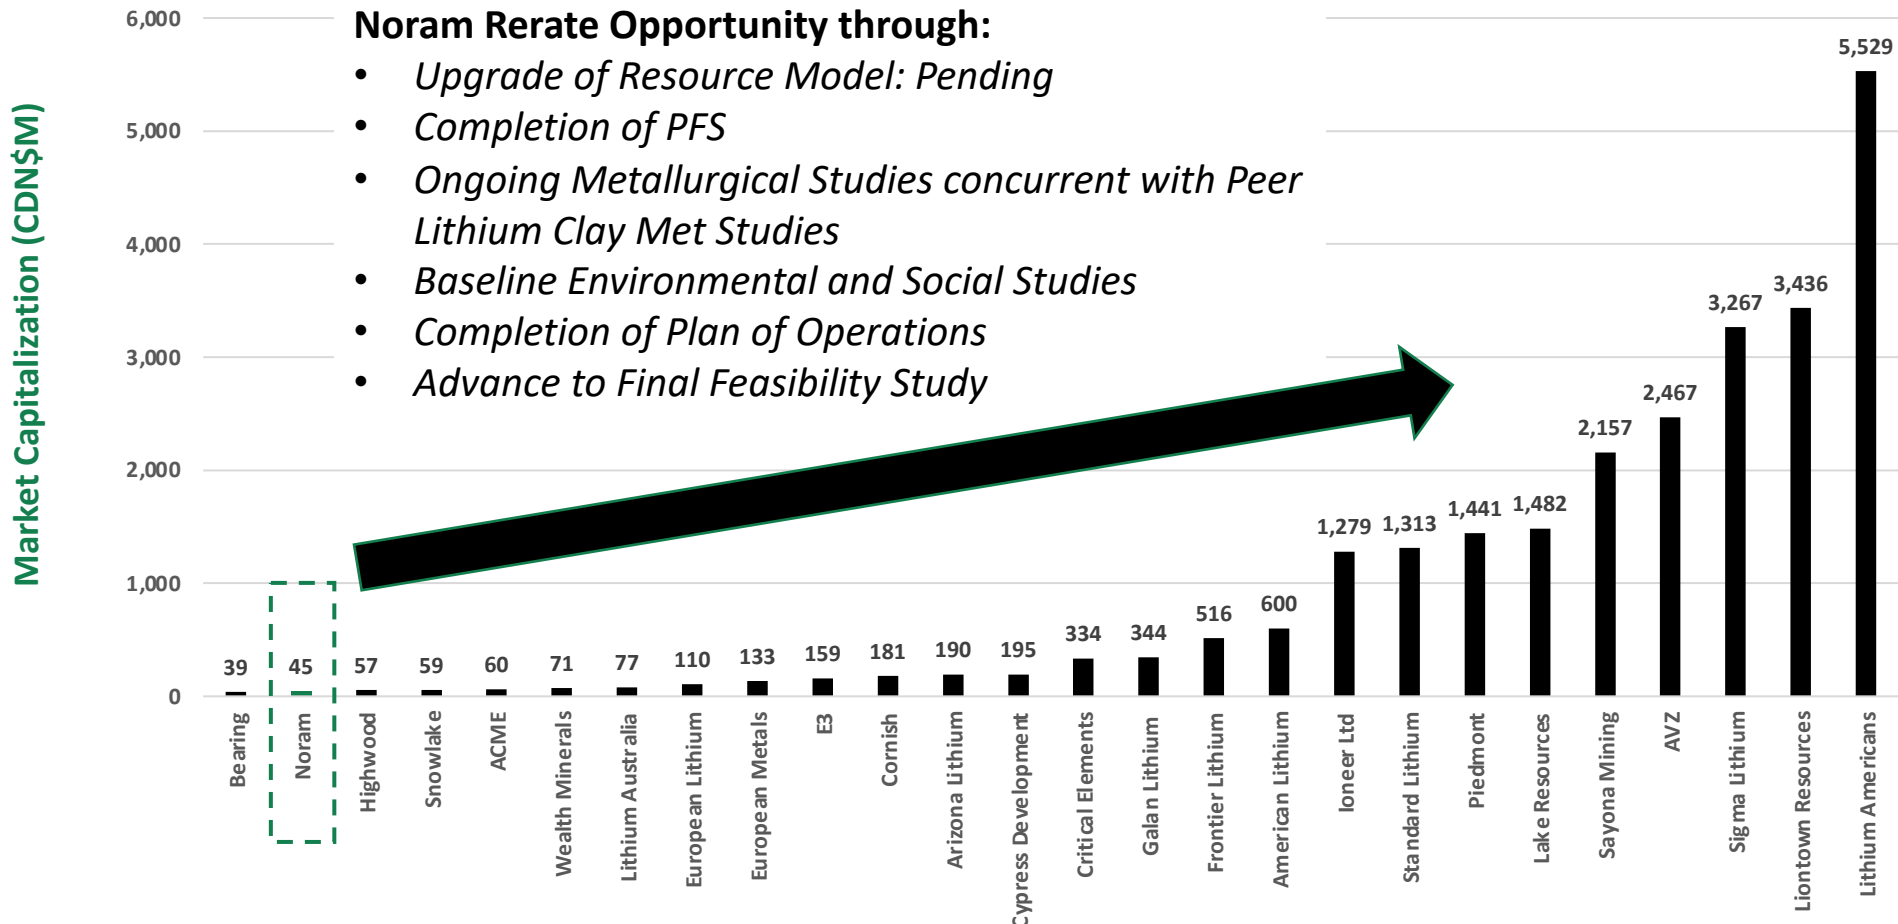 Noram Rerate Opportunity through:
• Upgrade of Resource Model: Pending
• Completion of PFS
• Ongoing Metallurgical Studies concurrent with Peer
Lithium Clay Met Studies
• Baseline Environmental and Social Studies
• Completion of Plan of Operations
• Advance to Final Feasibility Study
Market Capitalization (CDN$M)
6,000
5,000
4,000
3,000
2,000
1,000
0
39
45
57
59
60
71
77
110
133
159
181
190
195
334
344
516
600
1,279
1,313
1,441
1,482
2,157
2,467
3,267
3,436
5,529
Bearing
Noram
Highwood
Snowlake
ACME
Wealth Minerals
Lithium Australia
European Lithium
European Metals
E3
Cornish
Arizona Lithium
Cypress Development
Critical Elements
Galan Lithium
Frontier Lithium
American Lithium
Ioneer Ltd
Standard Lithium
Piedmont
Lake Resources
Sayona Mining
AVZ
Sigma Lithium
Liontown Resources
Lithium Americans